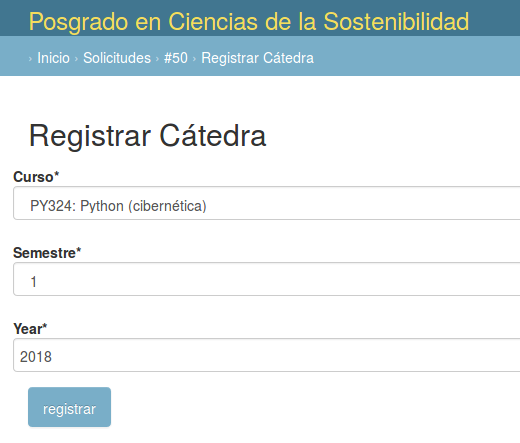 Posgrado en Ciencias de la Sostenibilidad
› Inicio › Solicitudes › #50 › Registrar Cátedra
Registrar Cátedra
Curso*
PY324: Python (cibernética)
Semestre*
1
Year*
2018
registrar